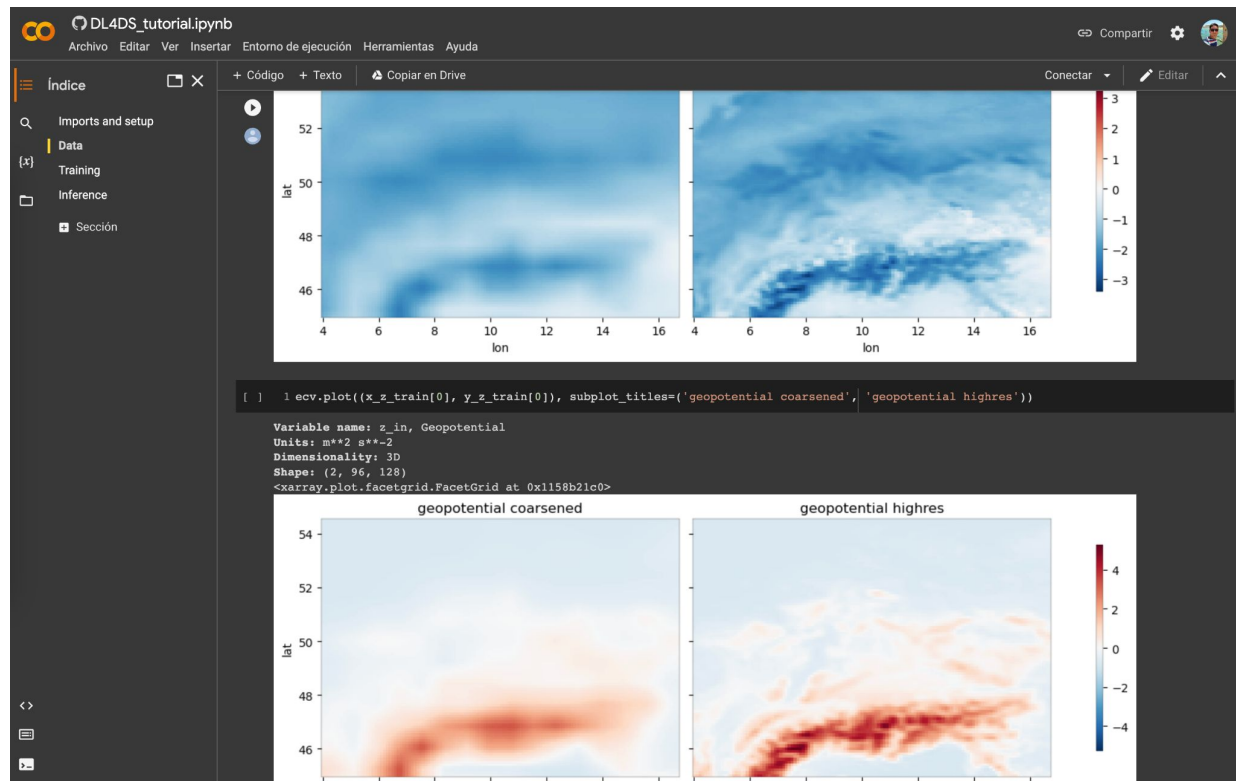 DL4DS_tutorial.ipynb
Archivo Editar Ver Insertar Entorno de ejecución Herramientas Ayuda
Compartir
Índice
+ Código + Texto Copiar en Drive
Conectar Editar
Imports and setup
Data
Training
Inference
Sección
{x}
52
50
48
46
lat
4 6 8 10 12 14 16
lon
4 6 8 10 12 14 16
lon
3
2
1
0
−1
−2
−3
[ ] 1 ecv.plot((x_z_train[0], y_z_train[0]), subplot_titles=('geopotential coarsened', 'geopotential highres'))
Variable name: z_in, Geopotential
Units: m**2 s**-2
Dimensionality: 3D
Shape: (2, 96, 128)
<xarray.plot.facetgrid.FacetGrid at 0x1158b21c0>
geopotential coarsened
geopotential highres
54
52
50
48
46
lat
4
2
0
−2
−4